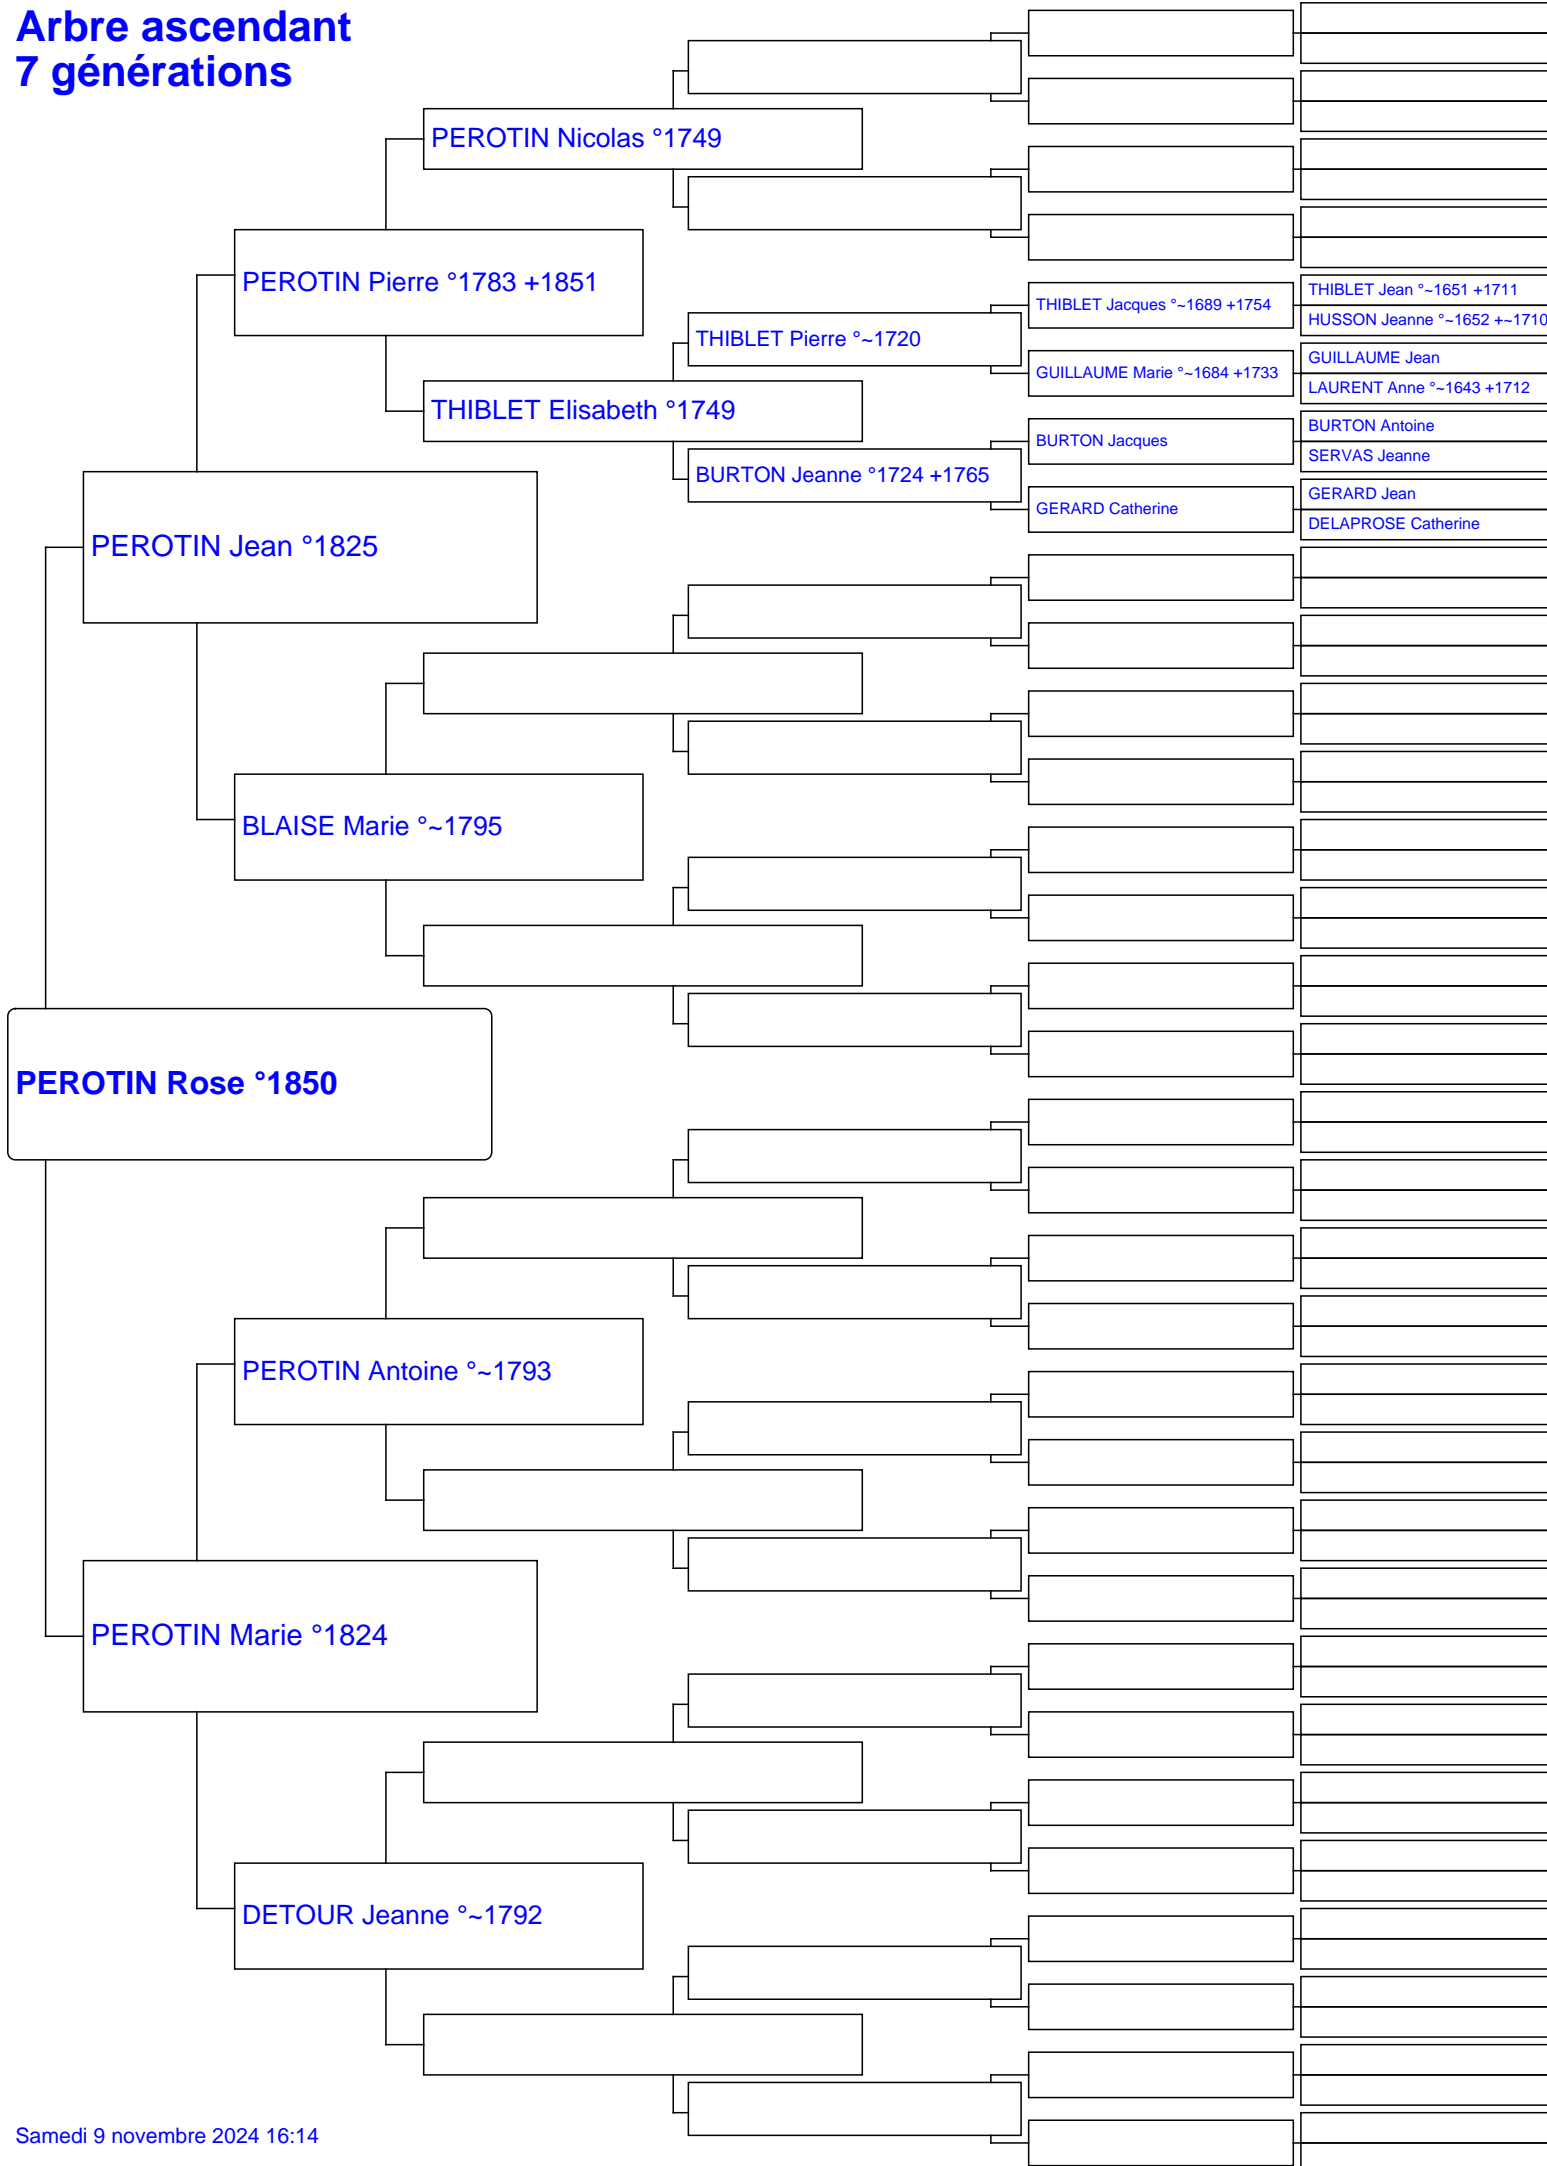 Arbre ascendant
7 générations
PEROTIN Nicolas °1749
PEROTIN Pierre °1783 +1851
THIBLET Jean °~1651 +1711
THIBLET Jacques °~1689 +1754
HUSSON Jeanne °~1652 +~1710
THIBLET Pierre °~1720
GUILLAUME Jean
GUILLAUME Marie °~1684 +1733
LAURENT Anne °~1643 +1712
THIBLET Elisabeth °1749
BURTON Antoine
BURTON Jacques
SERVAS Jeanne
BURTON Jeanne °1724 +1765
GERARD Jean
GERARD Catherine
DELAPROSE Catherine
PEROTIN Jean °1825
BLAISE Marie °~1795
PEROTIN Rose °1850
PEROTIN Antoine °~1793
PEROTIN Marie °1824
DETOUR Jeanne °~1792
Samedi 9 novembre 2024 16:14